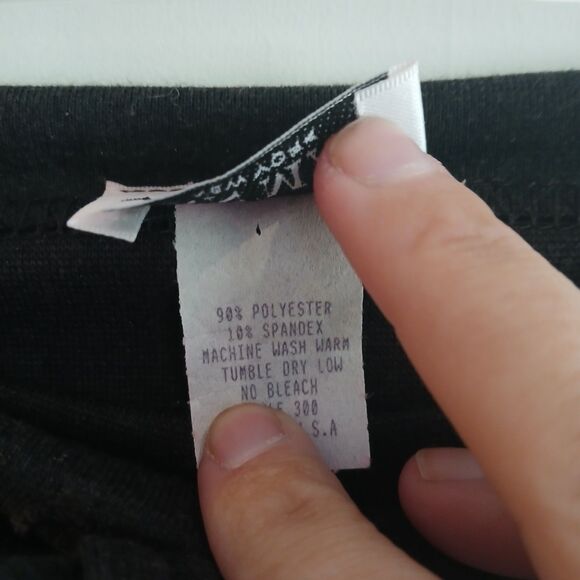 90% POLYESTER
10% SPANDEX
MACHINE WASH WARM
TUMBLE DRY LOW
NO BLEACH
300
S.A